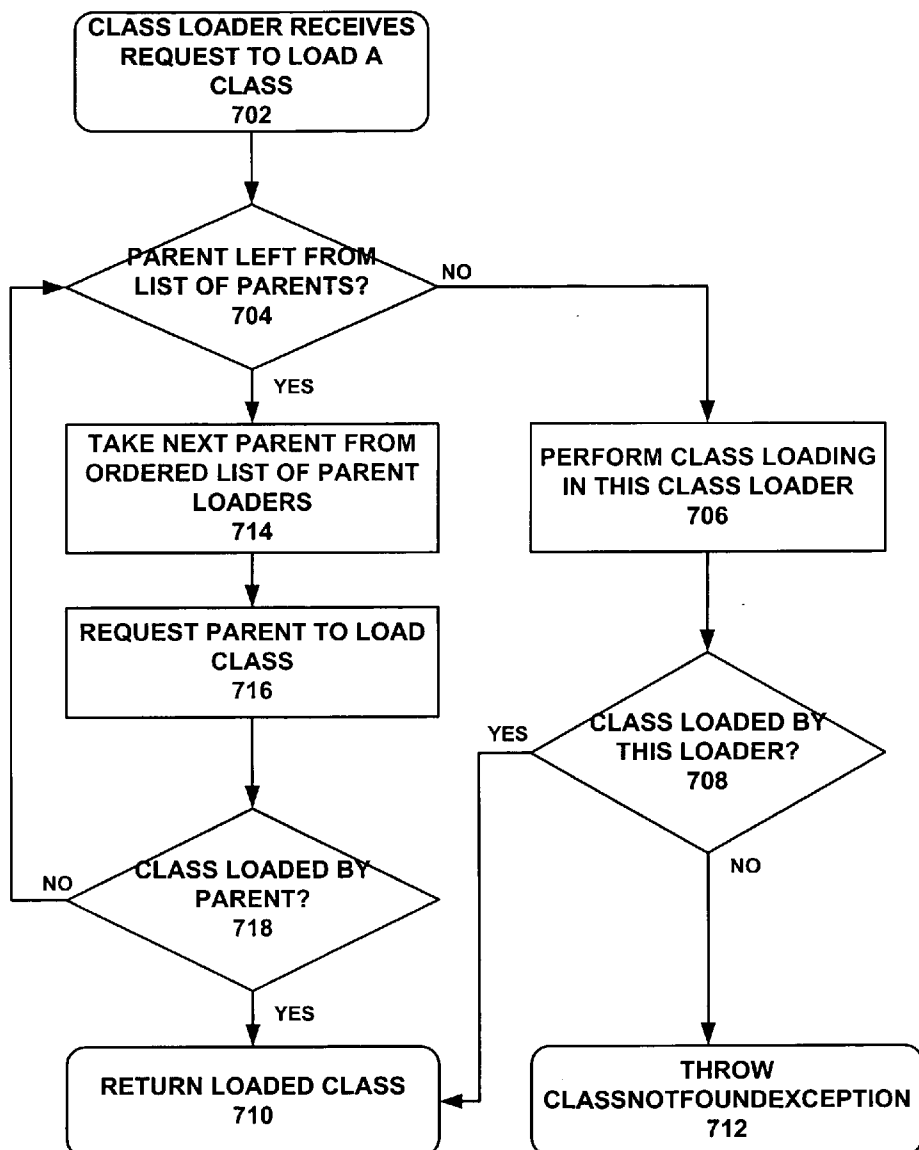 CLASS LOADER RECEIVES
REQUEST TO LOAD A
CLASS
702
PARENT LEFT FROM
LIST OF PARENTS?
704
NO
YES
TAKE NEXT PARENT FROM
ORDERED LIST OF PARENT
LOADERS
714
PERFORM CLASS LOADING
IN THIS CLASS LOADER
706
REQUEST PARENT TO LOAD
CLASS
716
CLASS LOADED BY
THIS LOADER?
708
YES
NO
CLASS LOADED BY
PARENT?
718
NO
YES
RETURN LOADED CLASS
710
THROW
CLASSNOTFOUNDEXCEPTION
712